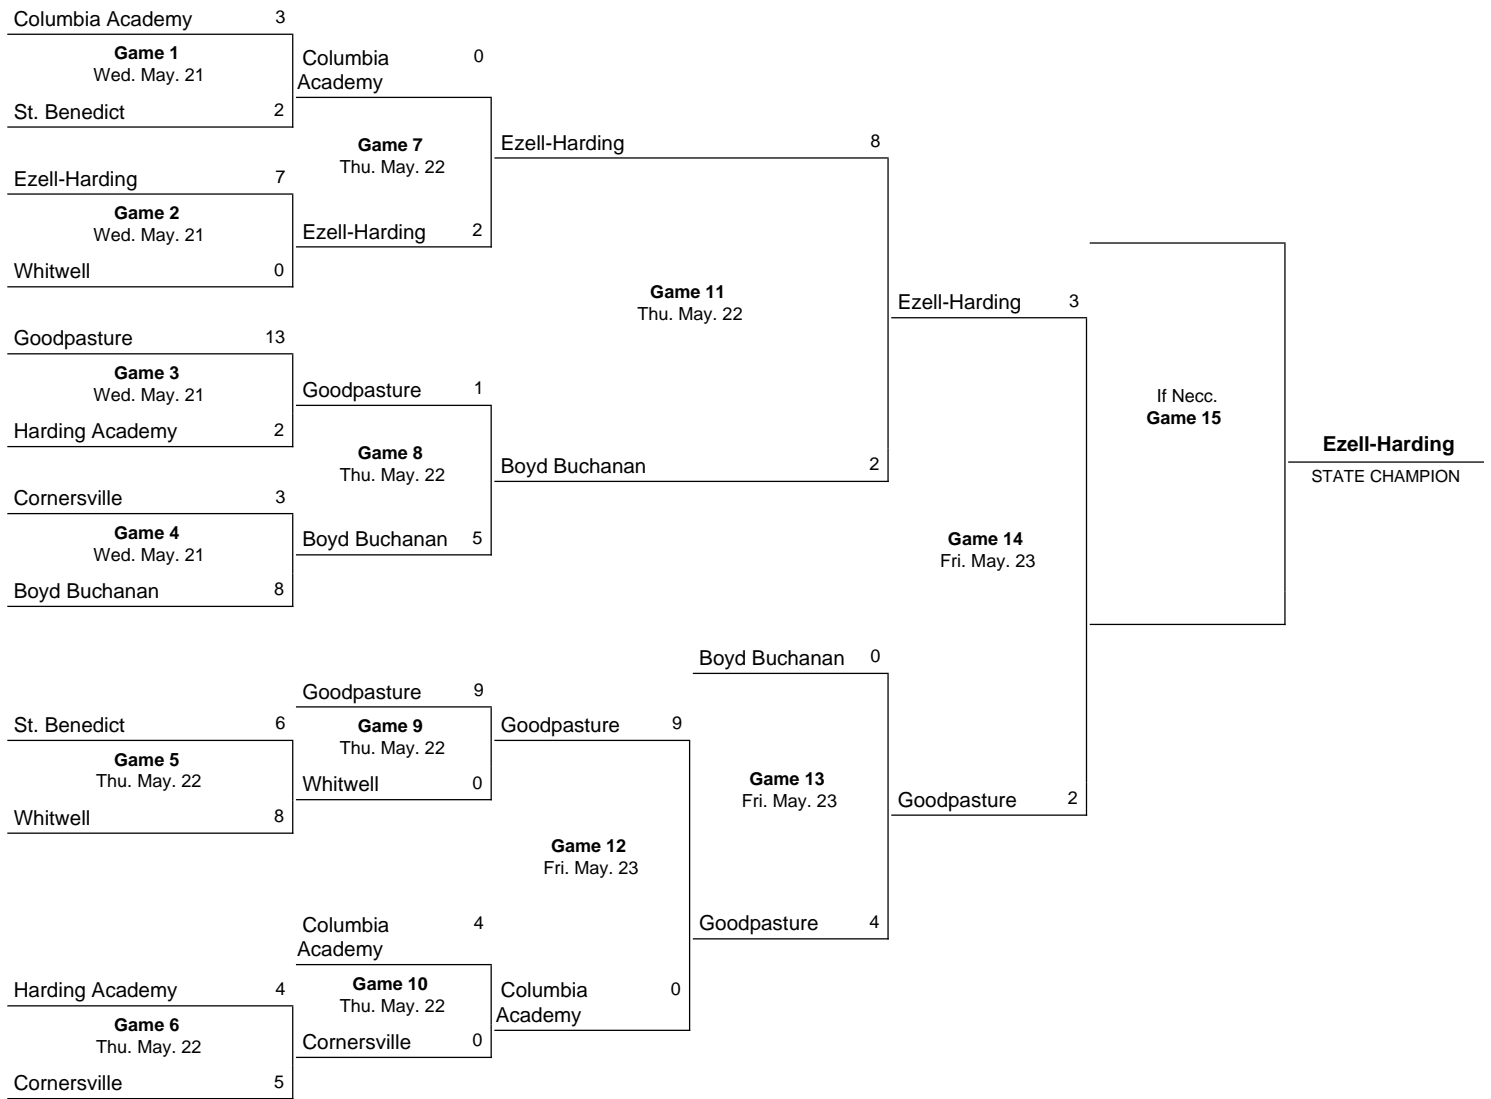 Columbia Academy 3
Game 1
Wed. May. 21
St. Benedict 2
Ezell-Harding 7
Game 2
Wed. May. 21
Whitwell 0
Goodpasture 13
Game 3
Wed. May. 21
Harding Academy 2
Cornersville 3
Game 4
Wed. May. 21
Boyd Buchanan 8
St. Benedict 6
Game 5
Thu. May. 22
Whitwell 8
Harding Academy 4
Game 6
Thu. May. 22
Cornersville 5
Columbia 0
Academy
Game 7
Thu. May. 22
Ezell-Harding 2
Goodpasture 1
Game 8
Thu. May. 22
Boyd Buchanan 5
Goodpasture 9
Game 9
Thu. May. 22
Whitwell 0
Columbia 4
Academy
Game 10
Thu. May. 22
Cornersville 0
Ezell-Harding 8
Game 11
Thu. May. 22
Boyd Buchanan 2
Goodpasture 9
Game 12
Fri. May. 23
Columbia 0
Academy
Boyd Buchanan 0
Game 13
Fri. May. 23
Goodpasture 4
Ezell-Harding 3
Game 14
Fri. May. 23
Goodpasture 2
If Necc.
Game 15
Ezell-Harding
STATE CHAMPION